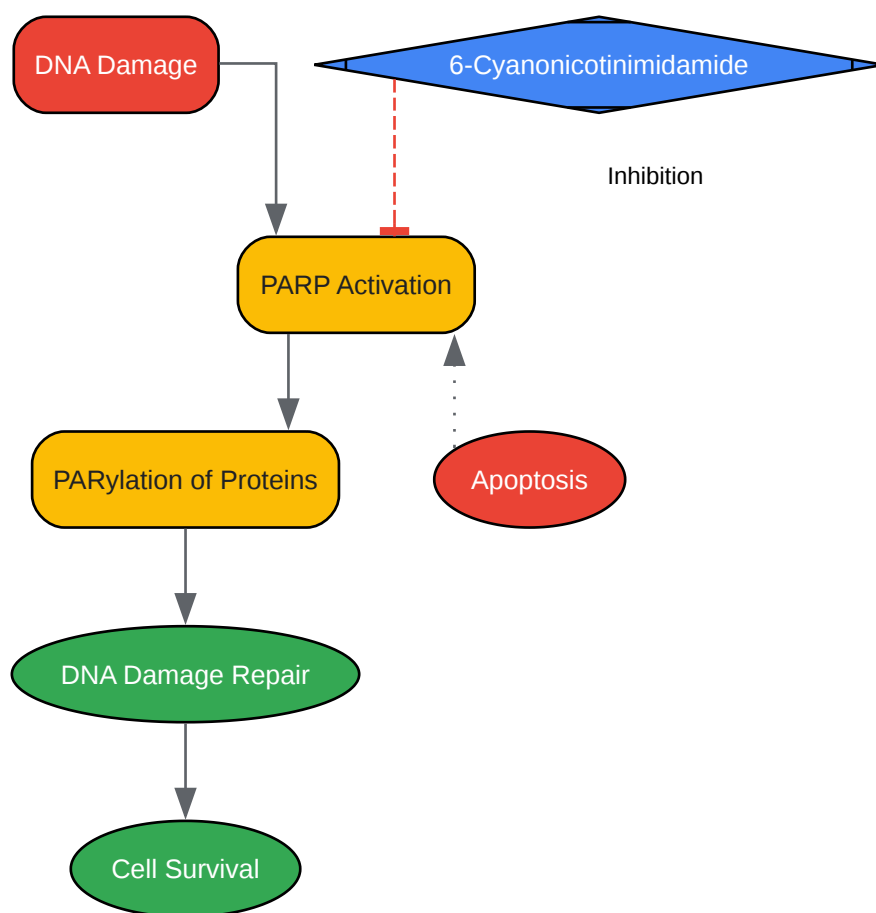 DNA Damage
6-Cyanonicotinimidamide
Inhibition
PARP Activation
PARylation of Proteins
Apoptosis
DNA Damage Repair
Cell Survival